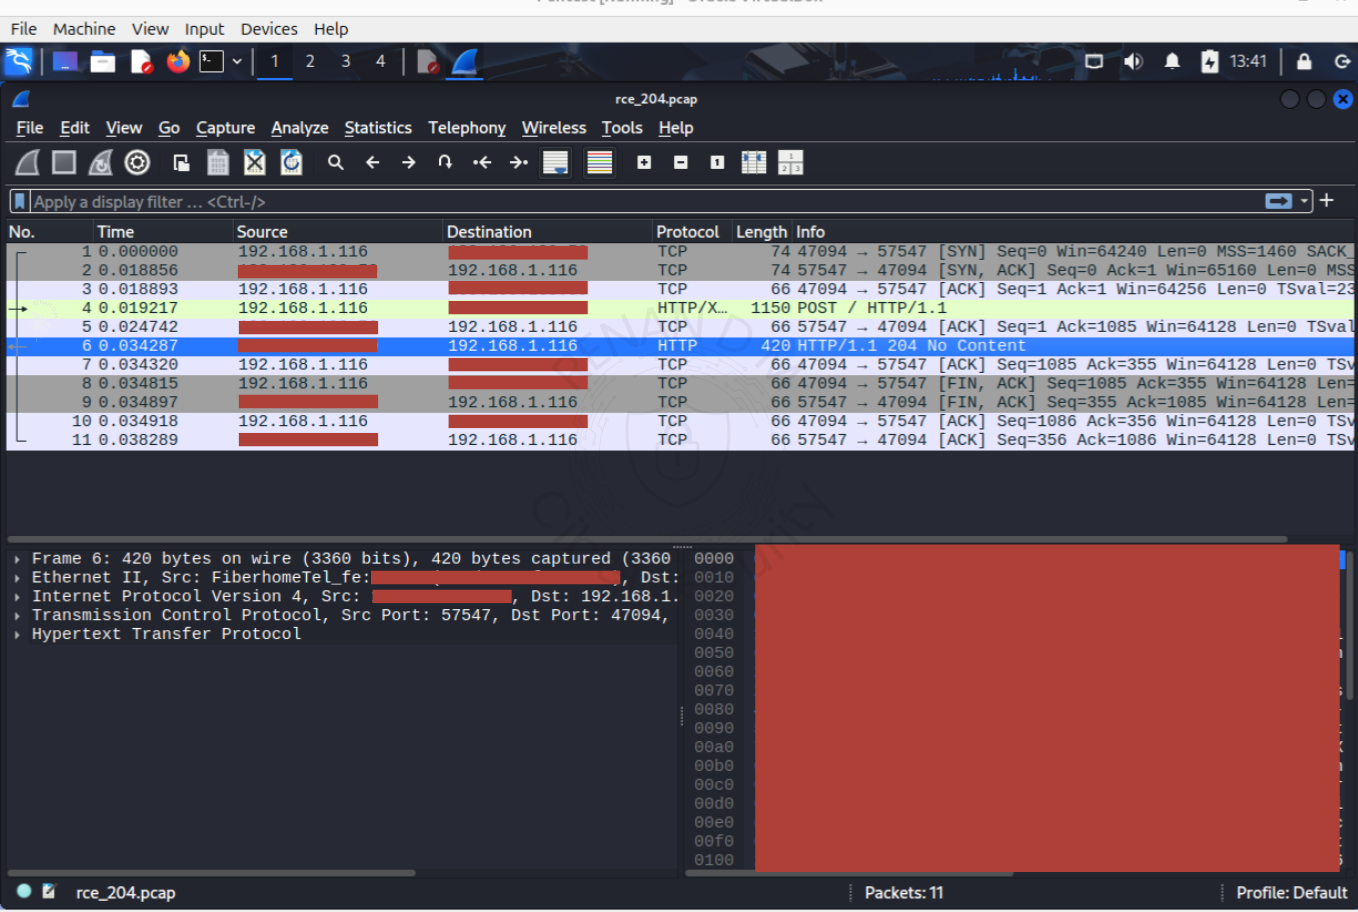 File Machine View Input Devices Help
1 2 3 4 13:41
rce_204.pcap
File Edit View Go Capture Analyze Statistics Telephony Wireless Tools Help
Apply a display filter ... <Ctrl-/>
No. Time Source Destination Protocol Length Info
1 0.000000 192.168.1.116 TCP 74 47094 → 57547 [SYN] Seq=0 Win=64240 Len=0 MSS=1460 SACK_
2 0.018856 192.168.1.116 TCP 74 57547 → 47094 [SYN, ACK] Seq=0 Ack=1 Win=65160 Len=0 MSS
3 0.018893 192.168.1.116 TCP 66 47094 → 57547 [ACK] Seq=1 Ack=1 Win=64256 Len=0 TSval=23
4 0.019217 192.168.1.116 HTTP/X… 1150 POST / HTTP/1.1
5 0.024742 192.168.1.116 TCP 66 57547 → 47094 [ACK] Seq=1 Ack=1085 Win=64128 Len=0 TSval
6 0.034287 192.168.1.116 HTTP 420 HTTP/1.1 204 No Content
7 0.034320 192.168.1.116 TCP 66 47094 → 57547 [ACK] Seq=1085 Ack=355 Win=64128 Len=0 TSv
8 0.034815 192.168.1.116 TCP 66 47094 → 57547 [FIN, ACK] Seq=1085 Ack=355 Win=64128 Len=
9 0.034897 192.168.1.116 TCP 66 57547 → 47094 [FIN, ACK] Seq=355 Ack=1085 Win=64128 Len=
10 0.034918 192.168.1.116 TCP 66 47094 → 57547 [ACK] Seq=1086 Ack=356 Win=64128 Len=0 TSv
11 0.038289 192.168.1.116 TCP 66 57547 → 47094 [ACK] Seq=356 Ack=1086 Win=64128 Len=0 TSv
Frame 6: 420 bytes on wire (3360 bits), 420 bytes captured (3360
Ethernet II, Src: FiberhomeTel_fe: , Dst:
Internet Protocol Version 4, Src: , Dst: 192.168.1.
Transmission Control Protocol, Src Port: 57547, Dst Port: 47094,
Hypertext Transfer Protocol
0000
0010
0020
0030
0040
0050
0060
0070
0080
0090
00a0
00b0
00c0
00d0
00e0
00f0
0100
rce_204.pcap Packets: 11 Profile: Default